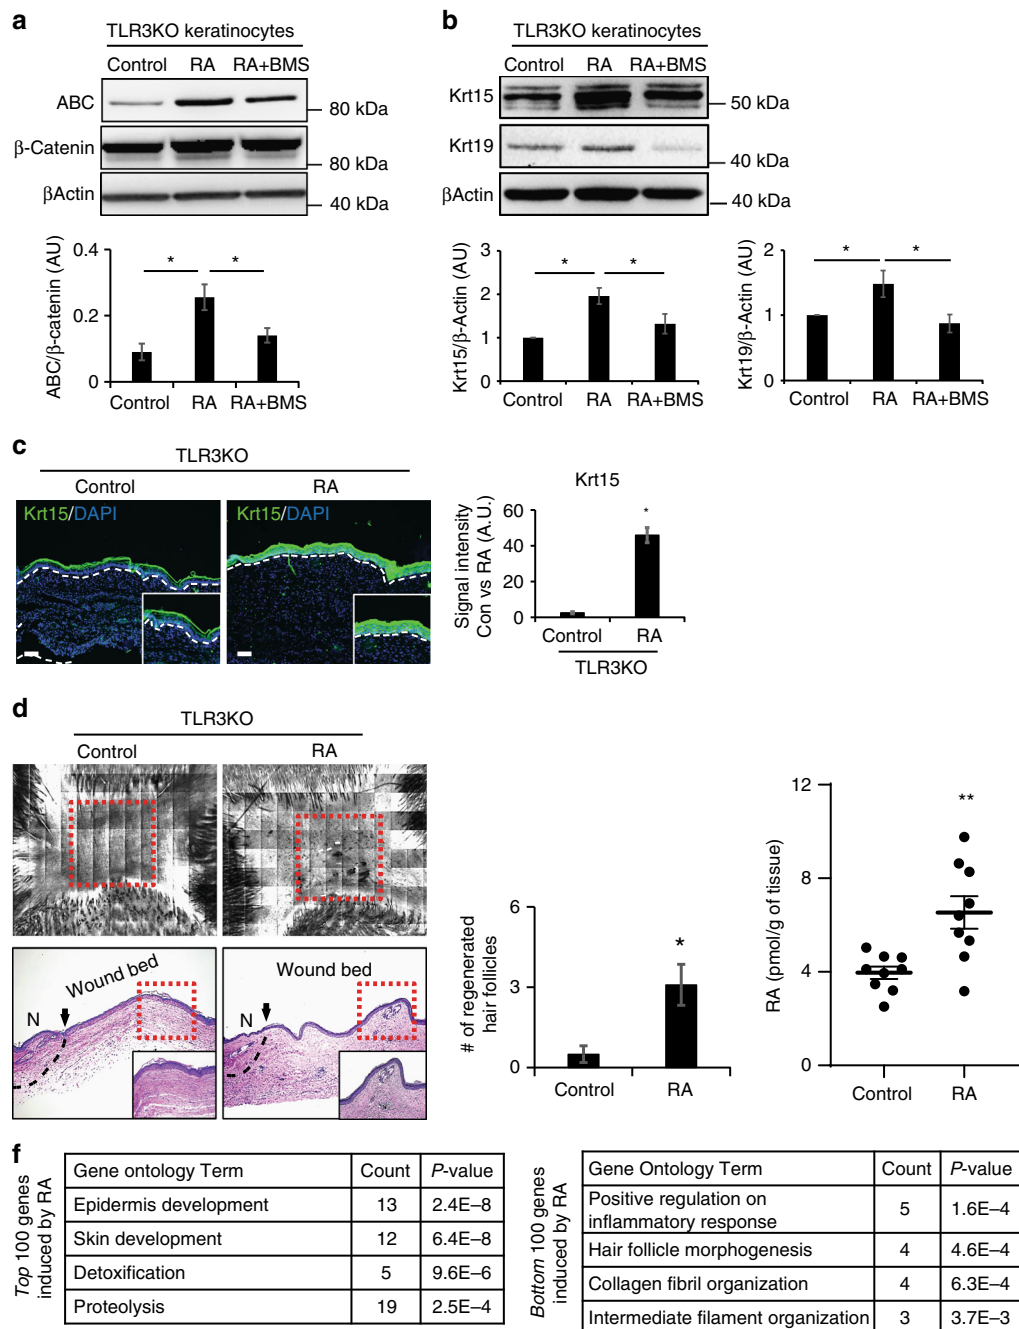 a
TLR3KO keratinocytes
Control RA RA+BMS
ABC
80 kDa
β-Catenin
80 kDa
βActin
40 kDa
ABC/β-catenin (AU)
0.4
0.2
0
*
*
Control RA RA+BMS
b
TLR3KO keratinocytes
Control RA RA+BMS
Krt15
50 kDa
Krt19
40 kDa
βActin
40 kDa
Krt15/β-Actin (AU)
3
2
1
0
*
*
Control RA RA+BMS
Krt19/β-Actin (AU)
2
1
0
*
*
Control RA RA+BMS
c
TLR3KO
Control RA
Krt15/DAPI
Krt15/DAPI
Krt15
Signal intensity
Con vs RA (A.U.)
60
40
20
0
*
Control RA
TLR3KO
d
TLR3KO
Control RA
Wound bed
N
Wound bed
N
# of regenerated
hair follicles
6
3
0
*
Control RA
RA (pmol/g of tissue)
12
8
4
0
**
Control RA
f
Top 100 genes
induced by RA
Gene ontology Term Count P-value
Epidermis development 13 2.4E–8
Skin development 12 6.4E–8
Detoxification 5 9.6E–6
Proteolysis 19 2.5E–4
Bottom 100 genes
induced by RA
Gene Ontology Term Count P-value
Positive regulation on
inflammatory response 5 1.6E–4
Hair follicle morphogenesis 4 4.6E–4
Collagen fibril organization 4 6.3E–4
Intermediate filament organization 3 3.7E–3